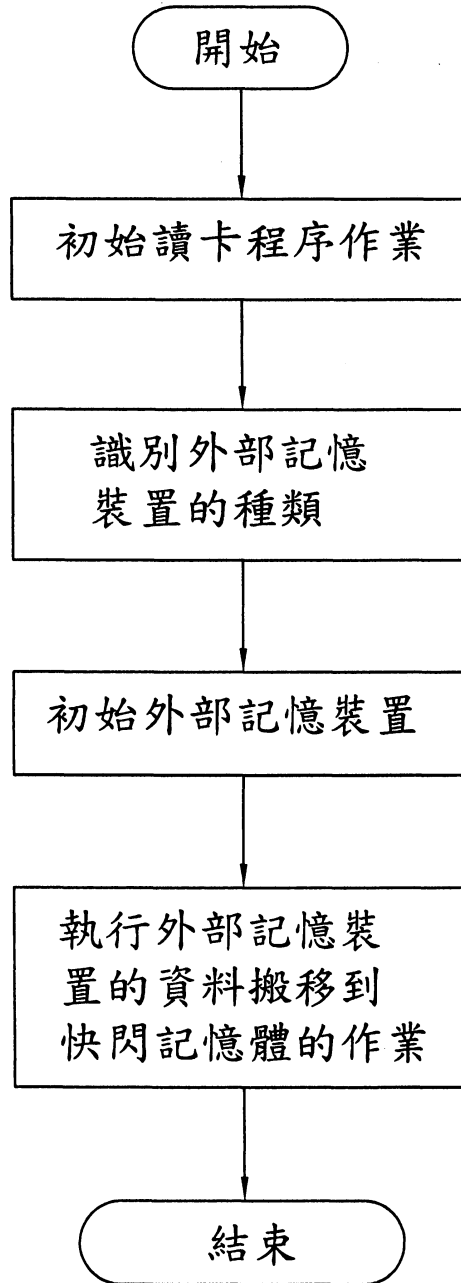 開始
初始讀卡程序作業
識別外部記憶
裝置的種類
初始外部記憶裝置
執行外部記憶裝
置的資料搬移到
快閃記憶體的作業
結束